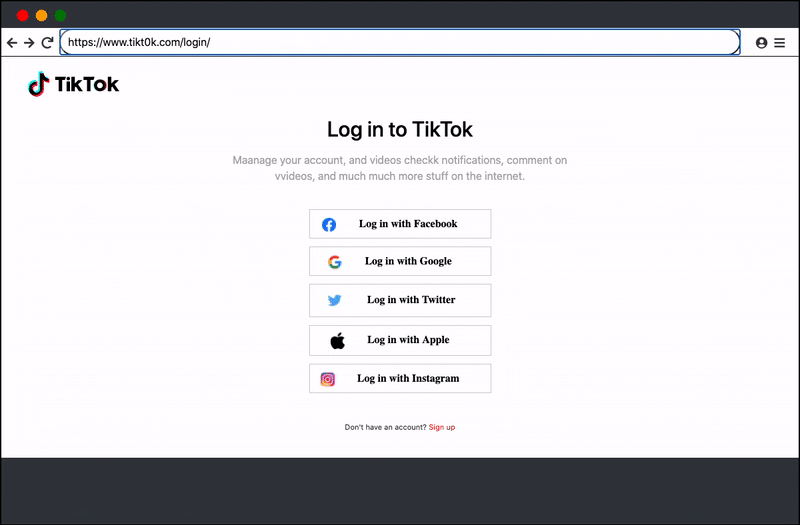 https://www.tikt0k.com/login/
TikTok
Log in to TikTok
Maanage your account, and videos checkk notifications, comment on
vvideos, and much much more stuff on the internet.
Log in with Facebook
Log in with Google
Log in with Twitter
Log in with Apple
Log in with Instagram
Don't have an account? Sign up